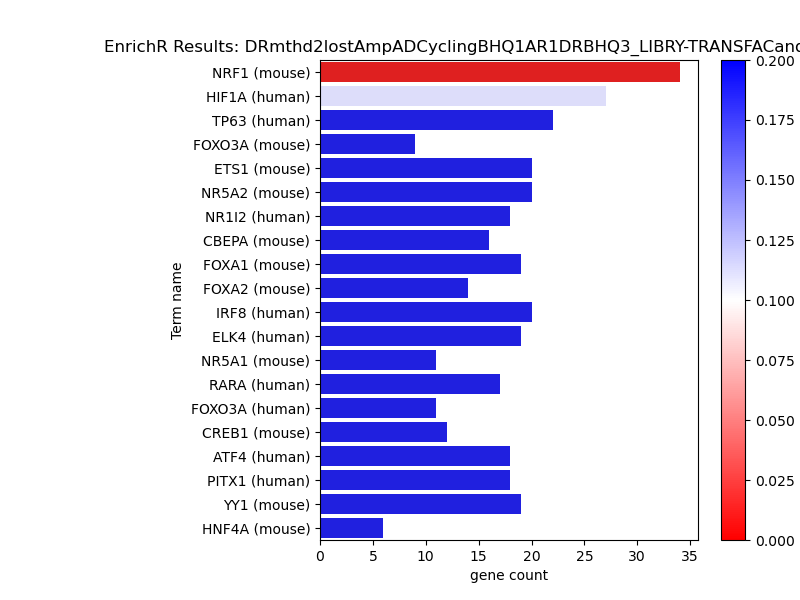 EnrichR Results: DRmthd2lostAmpADCyclingBHQ1AR1DRBHQ3_LIBRY-TRANSFACand
NRF1 (mouse)
HIF1A (human)
TP63 (human)
FOXO3A (mouse)
ETS1 (mouse)
NR5A2 (mouse)
NR1I2 (human)
CBEPA (mouse)
FOXA1 (mouse)
FOXA2 (mouse)
IRF8 (human)
ELK4 (human)
NR5A1 (mouse)
RARA (human)
FOXO3A (human)
CREB1 (mouse)
ATF4 (human)
PITX1 (human)
YY1 (mouse)
HNF4A (mouse)
Term name
0 5 10 15 20 25 30 35
gene count
0.200
0.175
0.150
0.125
0.100
0.075
0.050
0.025
0.000